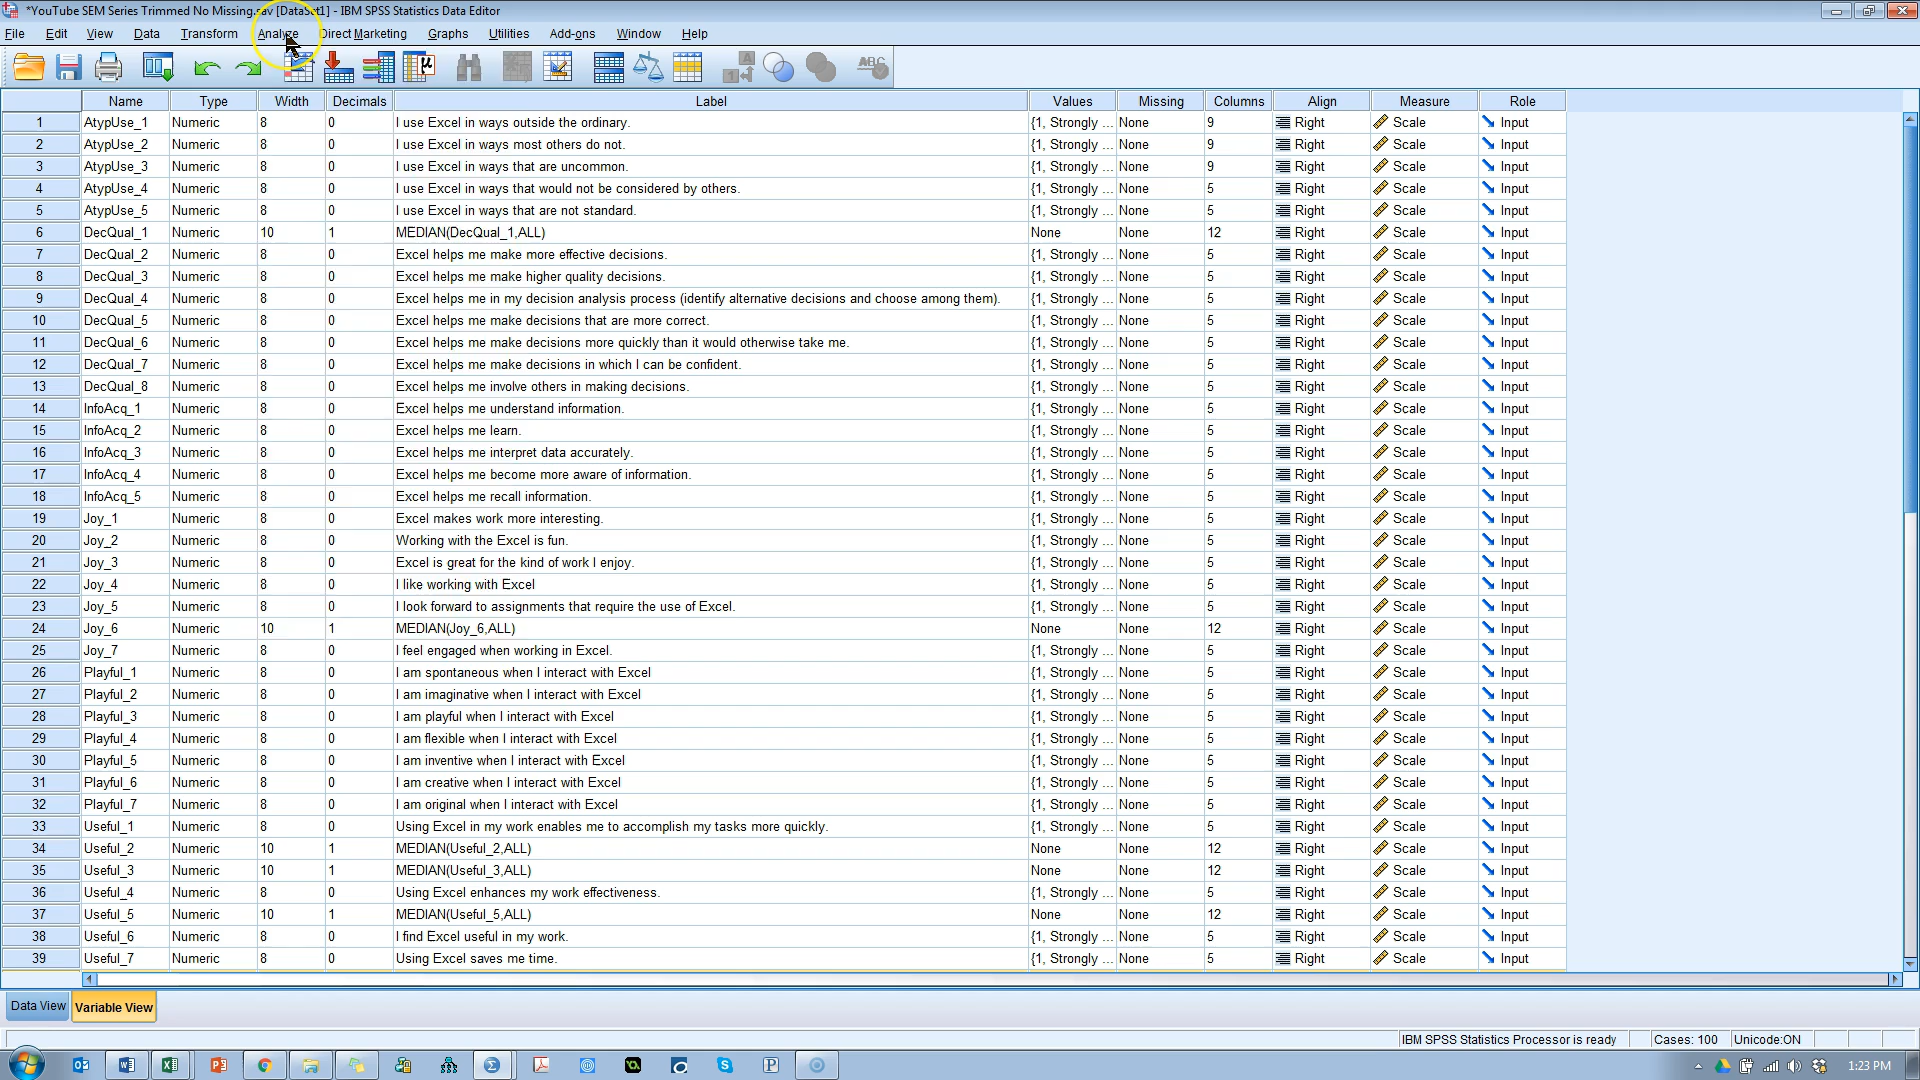 *YouTube SEM Series Trimmed No Missing.sav [DataSet1] - IBM SPSS Statistics Data Editor
File Edit View Data Transform Analyze Direct Marketing Graphs Utilities Add-ons Window Help
Name Type Width Decimals Label Values Missing Columns Align Measure Role
1 AtypUse_1 Numeric 8 0 I use Excel in ways outside the ordinary. {1, Strongly ... None 9 Right Scale Input
2 AtypUse_2 Numeric 8 0 I use Excel in ways most others do not. {1, Strongly ... None 9 Right Scale Input
3 AtypUse_3 Numeric 8 0 I use Excel in ways that are uncommon. {1, Strongly ... None 9 Right Scale Input
4 AtypUse_4 Numeric 8 0 I use Excel in ways that would not be considered by others. {1, Strongly ... None 5 Right Scale Input
5 AtypUse_5 Numeric 8 0 I use Excel in ways that are not standard. {1, Strongly ... None 5 Right Scale Input
6 DecQual_1 Numeric 10 1 MEDIAN(DecQual_1,ALL) None None 12 Right Scale Input
7 DecQual_2 Numeric 8 0 Excel helps me make more effective decisions. {1, Strongly ... None 5 Right Scale Input
8 DecQual_3 Numeric 8 0 Excel helps me make higher quality decisions. {1, Strongly ... None 5 Right Scale Input
9 DecQual_4 Numeric 8 0 Excel helps me in my decision analysis process (identify alternative decisions and choose among them). {1, Strongly ... None 5 Right Scale Input
10 DecQual_5 Numeric 8 0 Excel helps me make decisions that are more correct. {1, Strongly ... None 5 Right Scale Input
11 DecQual_6 Numeric 8 0 Excel helps me make decisions more quickly than it would otherwise take me. {1, Strongly ... None 5 Right Scale Input
12 DecQual_7 Numeric 8 0 Excel helps me make decisions in which I can be confident. {1, Strongly ... None 5 Right Scale Input
13 DecQual_8 Numeric 8 0 Excel helps me involve others in making decisions. {1, Strongly ... None 5 Right Scale Input
14 InfoAcq_1 Numeric 8 0 Excel helps me understand information. {1, Strongly ... None 5 Right Scale Input
15 InfoAcq_2 Numeric 8 0 Excel helps me learn. {1, Strongly ... None 5 Right Scale Input
16 InfoAcq_3 Numeric 8 0 Excel helps me interpret data accurately. {1, Strongly ... None 5 Right Scale Input
17 InfoAcq_4 Numeric 8 0 Excel helps me become more aware of information. {1, Strongly ... None 5 Right Scale Input
18 InfoAcq_5 Numeric 8 0 Excel helps me recall information. {1, Strongly ... None 5 Right Scale Input
19 Joy_1 Numeric 8 0 Excel makes work more interesting. {1, Strongly ... None 5 Right Scale Input
20 Joy_2 Numeric 8 0 Working with the Excel is fun. {1, Strongly ... None 5 Right Scale Input
21 Joy_3 Numeric 8 0 Excel is great for the kind of work I enjoy. {1, Strongly ... None 5 Right Scale Input
22 Joy_4 Numeric 8 0 I like working with Excel {1, Strongly ... None 5 Right Scale Input
23 Joy_5 Numeric 8 0 I look forward to assignments that require the use of Excel. {1, Strongly ... None 5 Right Scale Input
24 Joy_6 Numeric 10 1 MEDIAN(Joy_6,ALL) None None 12 Right Scale Input
25 Joy_7 Numeric 8 0 I feel engaged when working in Excel. {1, Strongly ... None 5 Right Scale Input
26 Playful_1 Numeric 8 0 I am spontaneous when I interact with Excel {1, Strongly ... None 5 Right Scale Input
27 Playful_2 Numeric 8 0 I am imaginative when I interact with Excel {1, Strongly ... None 5 Right Scale Input
28 Playful_3 Numeric 8 0 I am playful when I interact with Excel {1, Strongly ... None 5 Right Scale Input
29 Playful_4 Numeric 8 0 I am flexible when I interact with Excel {1, Strongly ... None 5 Right Scale Input
30 Playful_5 Numeric 8 0 I am inventive when I interact with Excel {1, Strongly ... None 5 Right Scale Input
31 Playful_6 Numeric 8 0 I am creative when I interact with Excel {1, Strongly ... None 5 Right Scale Input
32 Playful_7 Numeric 8 0 I am original when I interact with Excel {1, Strongly ... None 5 Right Scale Input
33 Useful_1 Numeric 8 0 Using Excel in my work enables me to accomplish my tasks more quickly. {1, Strongly ... None 5 Right Scale Input
34 Useful_2 Numeric 10 1 MEDIAN(Useful_2,ALL) None None 12 Right Scale Input
35 Useful_3 Numeric 10 1 MEDIAN(Useful_3,ALL) None None 12 Right Scale Input
36 Useful_4 Numeric 8 0 Using Excel enhances my work effectiveness. {1, Strongly ... None 5 Right Scale Input
37 Useful_5 Numeric 10 1 MEDIAN(Useful_5,ALL) None None 12 Right Scale Input
38 Useful_6 Numeric 8 0 I find Excel useful in my work. {1, Strongly ... None 5 Right Scale Input
39 Useful_7 Numeric 8 0 Using Excel saves me time. {1, Strongly ... None 5 Right Scale Input
Data View Variable View
IBM SPSS Statistics Processor is ready Cases: 100 Unicode:ON
1:23 PM